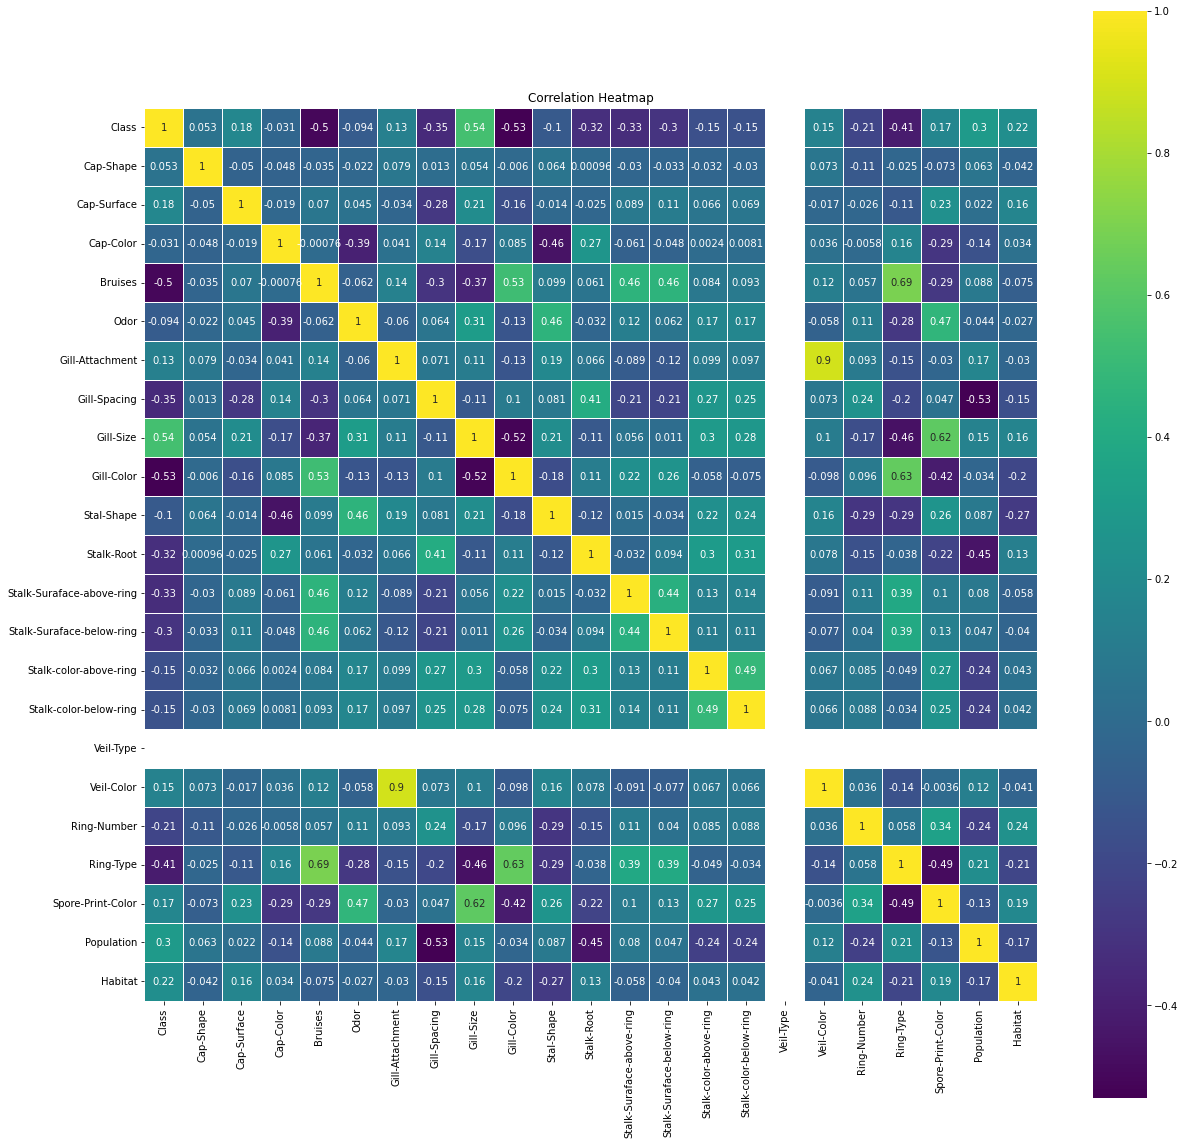 Correlation Heatmap
1.0
Class 1 0.053 0.18 -0.031 -0.5 -0.094 0.13 -0.35 0.54 -0.53 -0.1 -0.32 -0.33 -0.3 -0.15 -0.15 0.15 -0.21 -0.41 0.17 0.3 0.22
Cap-Shape 0.053 1 -0.05 -0.048 -0.035 -0.022 0.079 0.013 0.054 -0.006 0.064 0.00096 -0.03 -0.033 -0.032 -0.03 0.073 -0.11 -0.025 -0.073 0.063 -0.042
0.8
Cap-Surface 0.18 -0.05 1 -0.019 0.07 0.045 -0.034 -0.28 0.21 -0.16 -0.014 -0.025 0.089 0.11 0.066 0.069 -0.017 -0.026 -0.11 0.23 0.022 0.16
Cap-Color -0.031 -0.048 -0.019 1 -0.00076 -0.39 0.041 0.14 -0.17 0.085 -0.46 0.27 -0.061 -0.048 0.0024 0.0081 0.036 -0.0058 0.16 -0.29 -0.14 0.034
Bruises -0.5 -0.035 0.07 -0.00076 1 -0.062 0.14 -0.3 -0.37 0.53 0.099 0.061 0.46 0.46 0.084 0.093 0.12 0.057 0.69 -0.29 0.088 -0.075
0.6
Odor -0.094 -0.022 0.045 -0.39 -0.062 1 -0.06 0.064 0.31 -0.13 0.46 -0.032 0.12 0.062 0.17 0.17 -0.058 0.11 -0.28 0.47 -0.044 -0.027
Gill-Attachment 0.13 0.079 -0.034 0.041 0.14 -0.06 1 0.071 0.11 -0.13 0.19 0.066 -0.089 -0.12 0.099 0.097 0.9 0.093 -0.15 -0.03 0.17 -0.03
Gill-Spacing -0.35 0.013 -0.28 0.14 -0.3 0.064 0.071 1 -0.11 0.1 0.081 0.41 -0.21 -0.21 0.27 0.25 0.073 0.24 -0.2 0.047 -0.53 -0.15
Gill-Size 0.54 0.054 0.21 -0.17 -0.37 0.31 0.11 -0.11 1 -0.52 0.21 -0.11 0.056 0.011 0.3 0.28 0.1 -0.17 -0.46 0.62 0.15 0.16
0.4
Gill-Color -0.53 -0.006 -0.16 0.085 0.53 -0.13 -0.13 0.1 -0.52 1 -0.18 0.11 0.22 0.26 -0.058 -0.075 -0.098 0.096 0.63 -0.42 -0.034 -0.2
Stal-Shape -0.1 0.064 -0.014 -0.46 0.099 0.46 0.19 0.081 0.21 -0.18 1 -0.12 0.015 -0.034 0.22 0.24 0.16 -0.29 -0.29 0.26 0.087 -0.27
Stalk-Root -0.32 0.00096 -0.025 0.27 0.061 -0.032 0.066 0.41 -0.11 0.11 -0.12 1 -0.032 0.094 0.3 0.31 0.078 -0.15 -0.038 -0.22 -0.45 0.13
0.2
Stalk-Suraface-above-ring -0.33 -0.03 0.089 -0.061 0.46 0.12 -0.089 -0.21 0.056 0.22 0.015 -0.032 1 0.44 0.13 0.14 -0.091 0.11 0.39 0.1 0.08 -0.058
Stalk-Suraface-below-ring -0.3 -0.033 0.11 -0.048 0.46 0.062 -0.12 -0.21 0.011 0.26 -0.034 0.094 0.44 1 0.11 0.11 -0.077 0.04 0.39 0.13 0.047 -0.04
Stalk-color-above-ring -0.15 -0.032 0.066 0.0024 0.084 0.17 0.099 0.27 0.3 -0.058 0.22 0.3 0.13 0.11 1 0.49 0.067 0.085 -0.049 0.27 -0.24 0.043
Stalk-color-below-ring -0.15 -0.03 0.069 0.0081 0.093 0.17 0.097 0.25 0.28 -0.075 0.24 0.31 0.14 0.11 0.49 1 0.066 0.088 -0.034 0.25 -0.24 0.042
0.0
Veil-Type
Veil-Color 0.15 0.073 -0.017 0.036 0.12 -0.058 0.9 0.073 0.1 -0.098 0.16 0.078 -0.091 -0.077 0.067 0.066 1 0.036 -0.14 -0.0036 0.12 -0.041
Ring-Number -0.21 -0.11 -0.026 -0.0058 0.057 0.11 0.093 0.24 -0.17 0.096 -0.29 -0.15 0.11 0.04 0.085 0.088 0.036 1 0.058 0.34 -0.24 0.24
Ring-Type -0.41 -0.025 -0.11 0.16 0.69 -0.28 -0.15 -0.2 -0.46 0.63 -0.29 -0.038 0.39 0.39 -0.049 -0.034 -0.14 0.058 1 -0.49 0.21 -0.21
−0.2
Spore-Print-Color 0.17 -0.073 0.23 -0.29 -0.29 0.47 -0.03 0.047 0.62 -0.42 0.26 -0.22 0.1 0.13 0.27 0.25 -0.0036 0.34 -0.49 1 -0.13 0.19
Population 0.3 0.063 0.022 -0.14 0.088 -0.044 0.17 -0.53 0.15 -0.034 0.087 -0.45 0.08 0.047 -0.24 -0.24 0.12 -0.24 0.21 -0.13 1 -0.17
Habitat 0.22 -0.042 0.16 0.034 -0.075 -0.027 -0.03 -0.15 0.16 -0.2 -0.27 0.13 -0.058 -0.04 0.043 0.042 -0.041 0.24 -0.21 0.19 -0.17 1
−0.4
Class
Cap-Shape
Cap-Surface
Cap-Color
Bruises
Odor
Gill-Attachment
Gill-Spacing
Gill-Size
Gill-Color
Stal-Shape
Stalk-Root
Stalk-Suraface-above-ring
Stalk-Suraface-below-ring
Stalk-color-above-ring
Stalk-color-below-ring
Veil-Type
Veil-Color
Ring-Number
Ring-Type
Spore-Print-Color
Population
Habitat